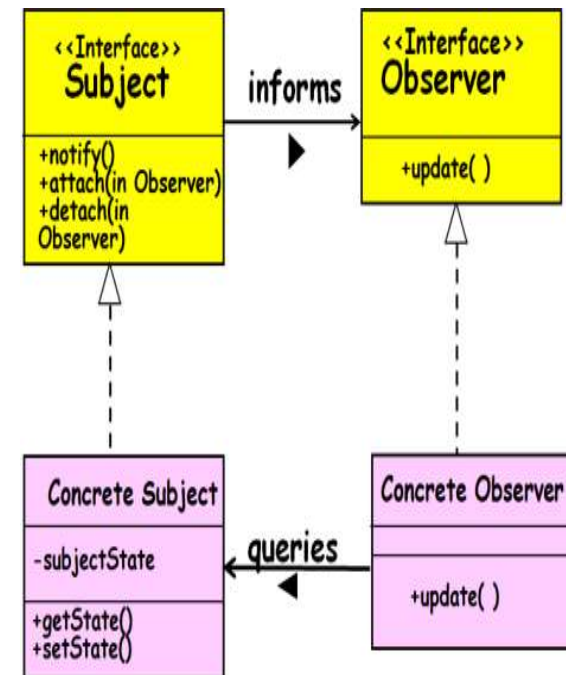 <<Interface>>
Subject
+notify()
+attach(in Observer)
+detach(in
Observer)
informs
<<Interface>>
Observer
+update( )
Concrete Subject
-subjectState
+getState()
+setState()
queries
Concrete Observer
+update( )